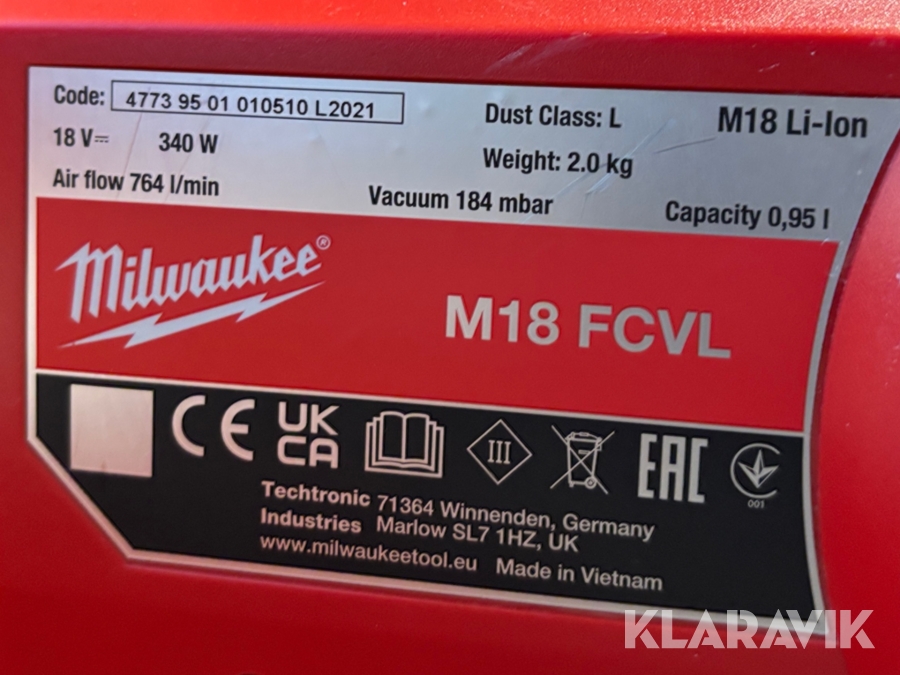 Code: 4773 95 01 010510 L2021
Dust Class: L
M18 Li-Ion
18 V⎓ 340 W
Weight: 2.0 kg
Air flow 764 l/min
Vacuum 184 mbar
Capacity 0,95 l
Milwaukee®
M18 FCVL
CE
UK
CA
III
EAC
001
Techtronic 71364 Winnenden, Germany
Industries Marlow SL7 1HZ, UK
www.milwaukeetool.eu Made in Vietnam
KLARAVIK